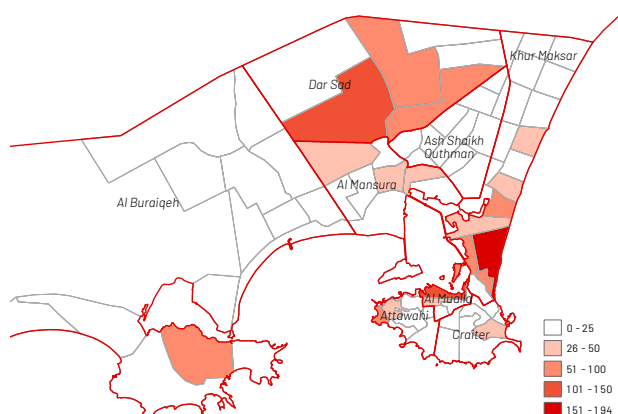 Khur Maksar
Dar Sad
Ash Shaikh
Outhman
Al Mansura
Al Buraiqeh
Al Mualla
Attawahi
Craiter
0 - 25
26 - 50
51 - 100
101 - 150
151 - 194